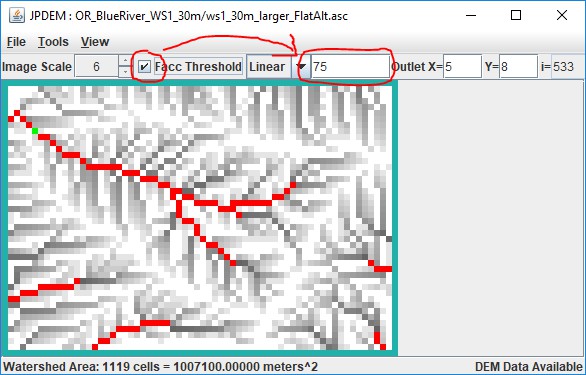 JPDEM : OR_BlueRiver_WS1_30m/ws1_30m_larger_FlatAlt.asc
File Tools View
Image Scale 6 Facc Threshold Linear 75 Outlet X= 5 Y= 8 i= 533
Watershed Area: 1119 cells = 1007100.00000 meters^2 DEM Data Available